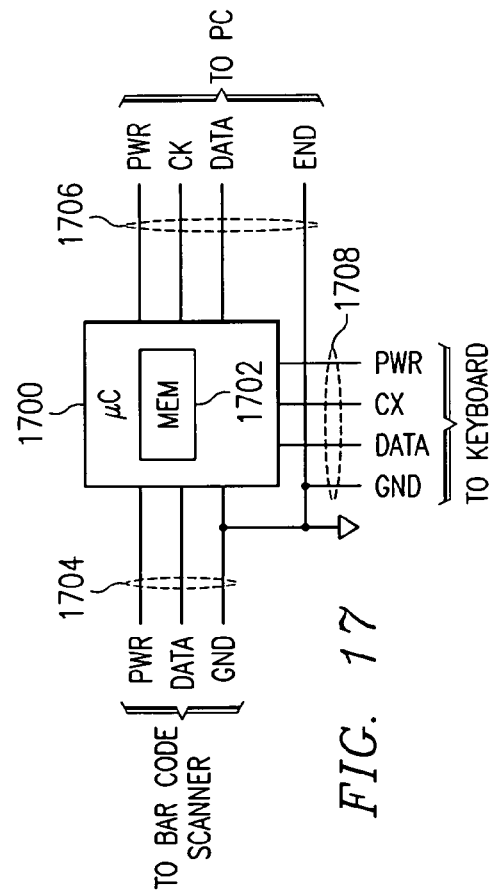 1700
μC
MEM
1702
1704
PWR
DATA
GND
TO BAR CODE
SCANNER
1706
PWR
CK
DATA
END
TO PC
1708
PWR
CX
DATA
GND
TO KEYBOARD
FIG. 17